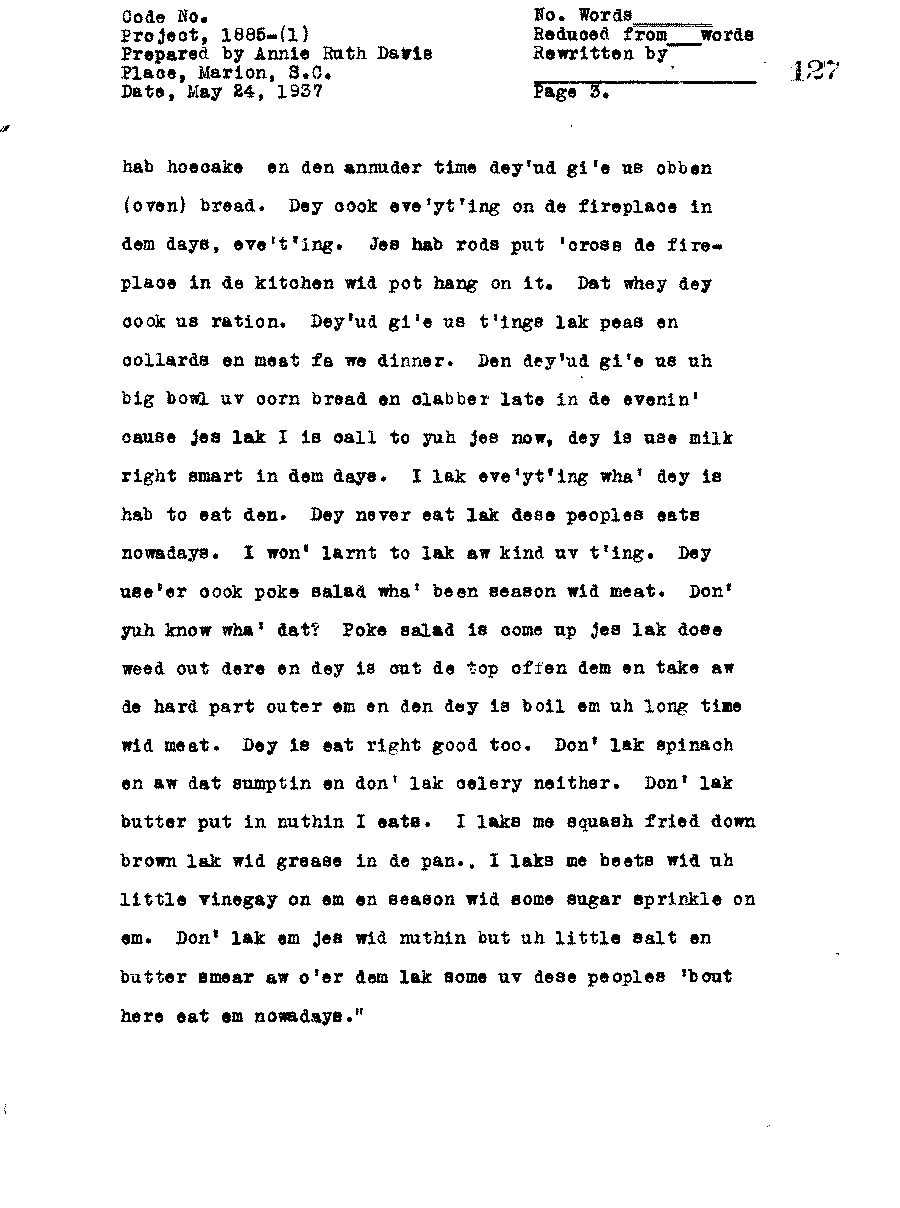 Code No.
Project, 1885-(1)
Prepared by Annie Ruth Davis
Place, Marion, S.C.
Date, May 24, 1937
No. Words
Reduced from words
Rewritten by
Page 3.
127
hab hoecake en den annuder time dey'ud gi'e us obben
(oven) bread. Dey cook eve'yt'ing on de fireplace in
dem days, eve't'ing. Jes hab rods put 'cross de fire-
place in de kitchen wid pot hang on it. Dat whey dey
cook us ration. Dey'ud gi'e us t'ings lak peas en
collards en meat fa we dinner. Den dey'ud gi'e us uh
big bowl uv corn bread en clabber late in de evenin'
cause jes lak I is call to yuh jes now, dey is use milk
right smart in dem days. I lak eve'yt'ing wha' dey is
hab to eat den. Dey never eat lak dese peoples eats
nowadays. I won' larnt to lak aw kind uv t'ing. Dey
use'er cook poke salad wha' been season wid meat. Don'
yuh know wha' dat? Poke salad is come up jes lak dose
weed out dere en dey is cut de top offen dem en take aw
de hard part outer em en den dey is boil em uh long time
wid meat. Dey is eat right good too. Don' lak spinach
en aw dat sumptin en don' lak celery neither. Don' lak
butter put in nuthin I eats. I laks me squash fried down
brown lak wid grease in de pan.. I laks me beets wid uh
little vinegay on em en season wid some sugar sprinkle on
em. Don' lak em jes wid nuthin but uh little salt en
butter smear aw o'er dem lak some uv dese peoples 'bout
here eat em nowadays."